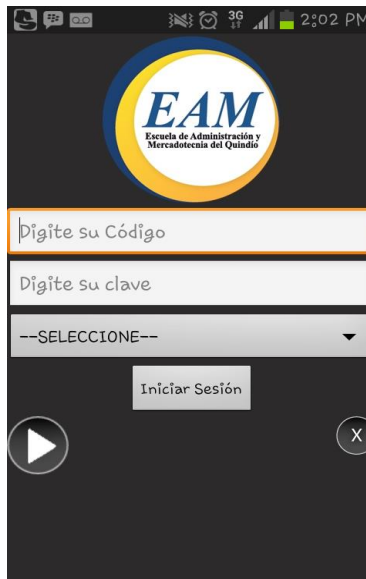 3G
2:02 PM
EAM
Escuela de Administración y
Mercadotecnia del Quindío
Digite su Código
Digite su clave
--SELECCIONE--
Iniciar Sesión
X